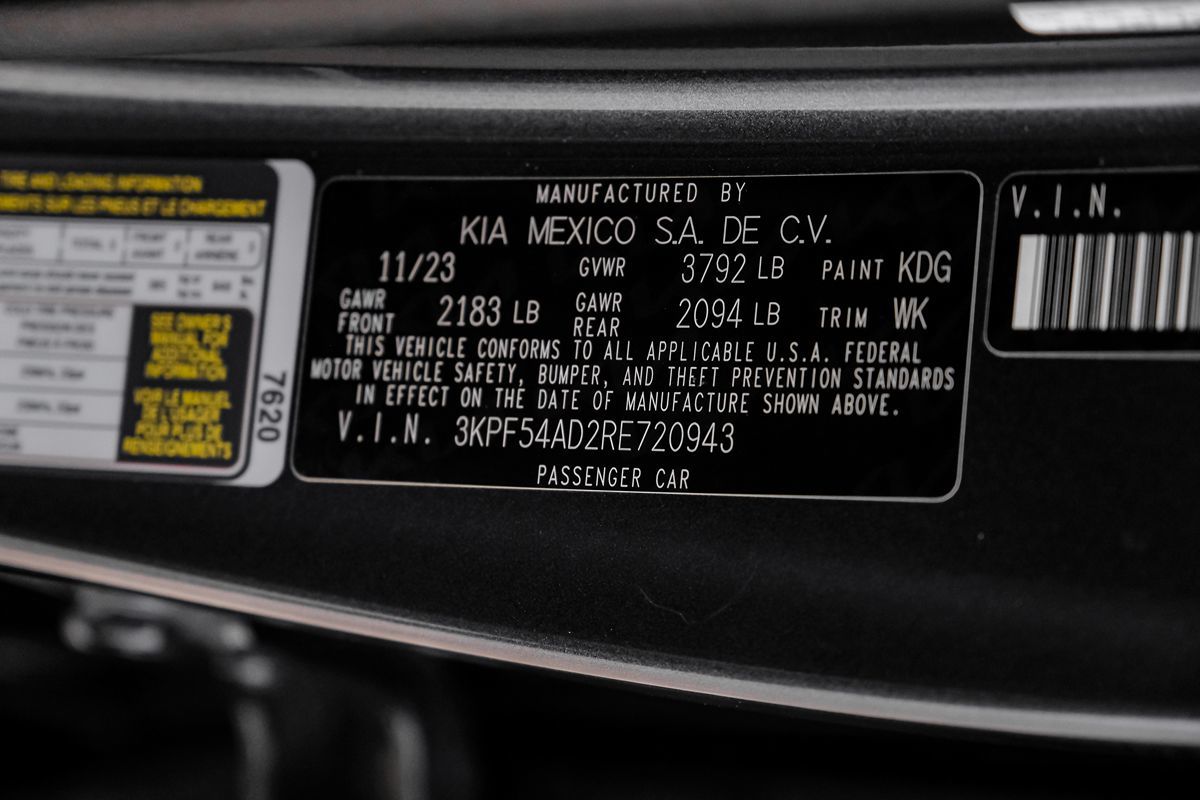 TIRE AND LOADING INFORMATION
SUR LES PNEUS ET LE CHARGEMENT
SEE OWNER'S
MANUAL FOR
ADDITIONAL
INFORMATION
VOIR LE MANUEL
DE L'USAGER
POUR PLUS DE
RENSEIGNEMENTS
7620
MANUFACTURED BY
KIA MEXICO S.A. DE C.V.
11/23 GVWR 3792 LB PAINT KDG
GAWR FRONT 2183 LB GAWR REAR 2094 LB TRIM WK
THIS VEHICLE CONFORMS TO ALL APPLICABLE U.S.A. FEDERAL
MOTOR VEHICLE SAFETY, BUMPER, AND THEFT PREVENTION STANDARDS
IN EFFECT ON THE DATE OF MANUFACTURE SHOWN ABOVE.
V.I.N. 3KPF54AD2RE720943
PASSENGER CAR
V.I.N.